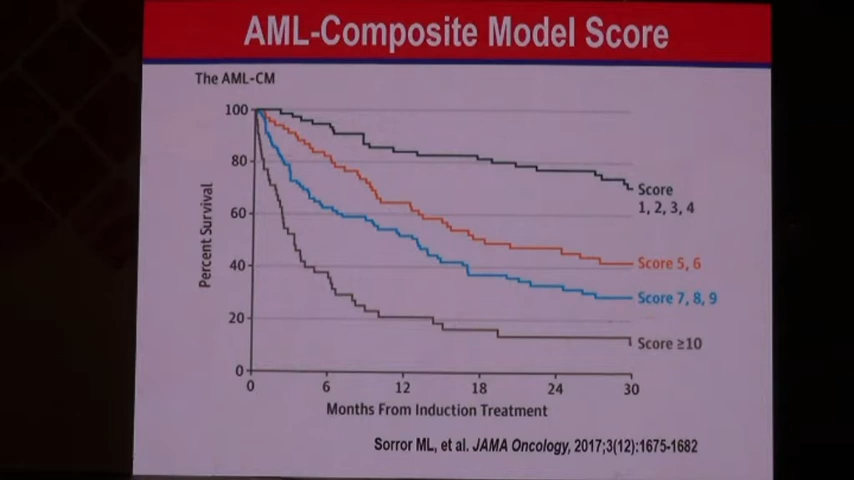 AML-Composite Model Score
The AML-CM
100
80
60
40
20
0
Percent Survival
Score
1, 2, 3, 4
Score 5, 6
Score 7, 8, 9
Score ≥10
0 6 12 18 24 30
Months From Induction Treatment
Sorror ML, et al. JAMA Oncology, 2017;3(12):1675-1682